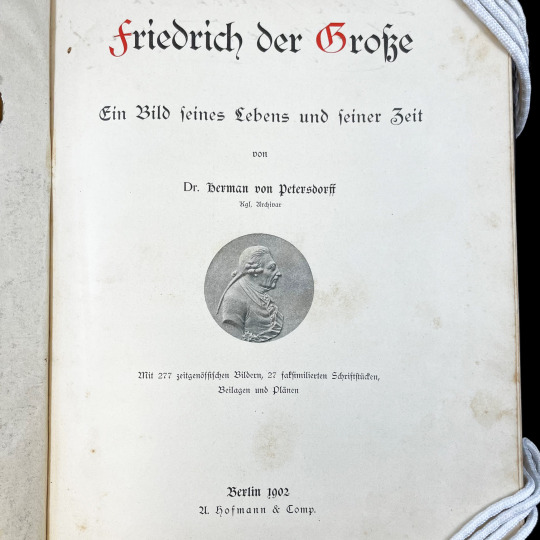 Friedrich der Große
Ein Bild seines Lebens und seiner Zeit
von
Dr. Herman von Petersdorff
Kgl. Archivar
Mit 277 zeitgenössischen Bildern, 27 faksimilierten Schriftstücken,
Beilagen und Plänen
Berlin 1902
A. Hofmann & Comp.